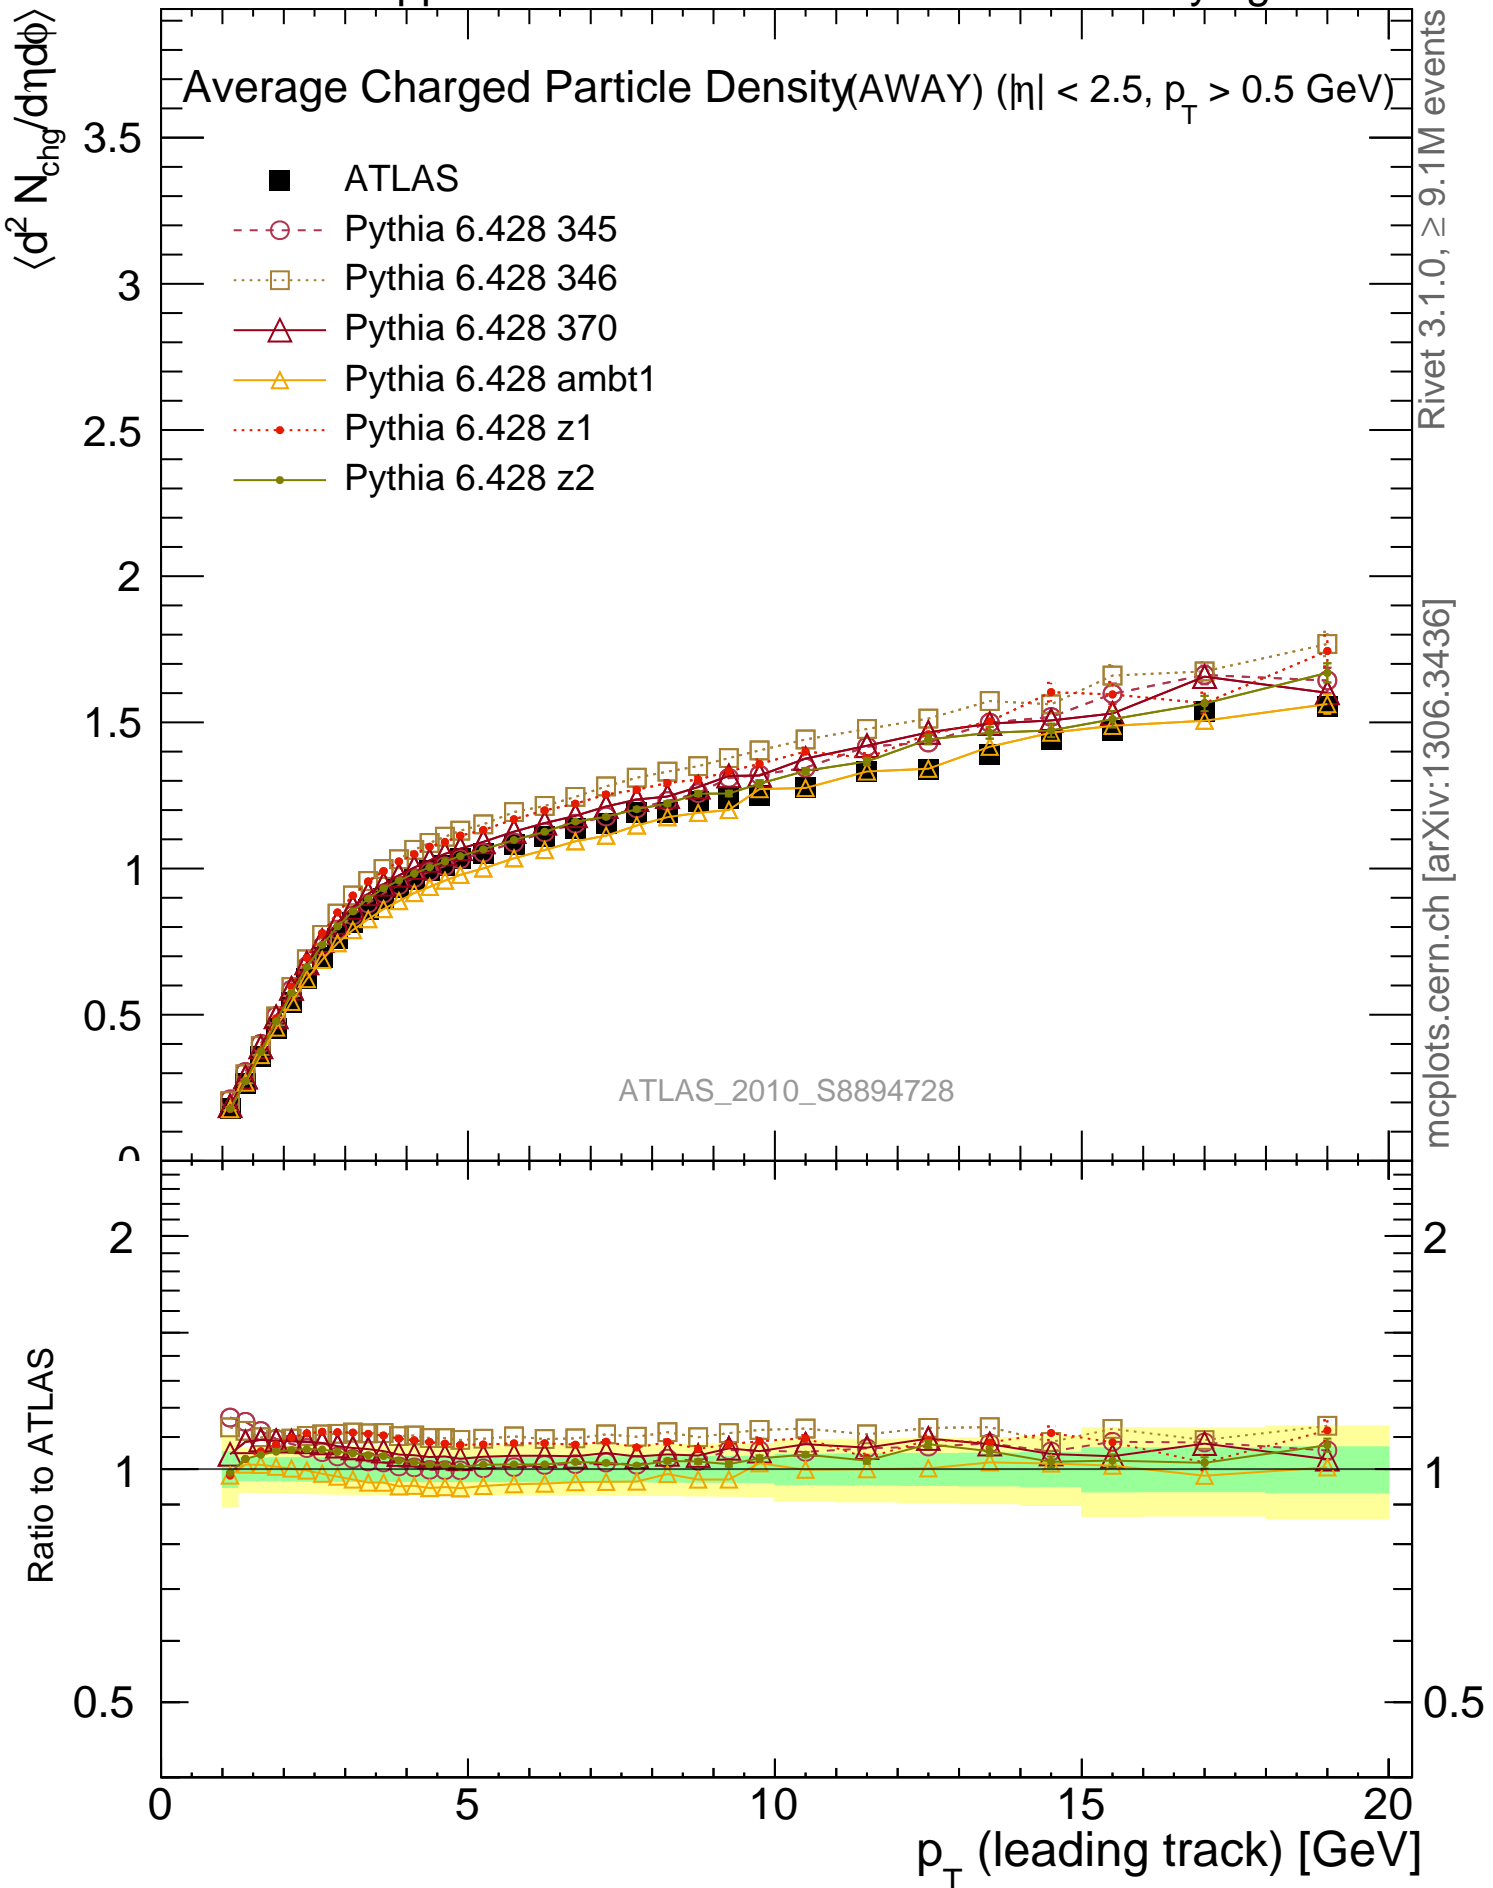 ⟨d² N_chg/dηdϕ⟩
Average Charged Particle Density (AWAY) (|η| < 2.5, p_T > 0.5 GeV)
ATLAS
Pythia 6.428 345
Pythia 6.428 346
Pythia 6.428 370
Pythia 6.428 ambt1
Pythia 6.428 z1
Pythia 6.428 z2
3.5
3
2.5
2
1.5
1
0.5
0
ATLAS_2010_S8894728
Rivet 3.1.0, ≥ 9.1M events
mcplots.cern.ch [arXiv:1306.3436]
Ratio to ATLAS
2
1
0.5
2
1
0.5
0 5 10 15 20
p_T (leading track) [GeV]